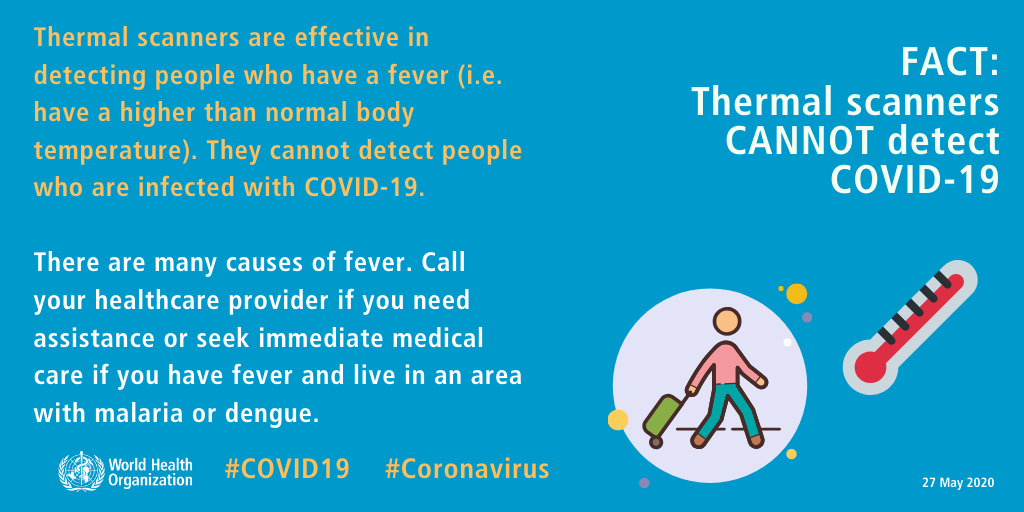 Thermal scanners are effective in
detecting people who have a fever (i.e.
have a higher than normal body
temperature). They cannot detect people
who are infected with COVID-19.
There are many causes of fever. Call
your healthcare provider if you need
assistance or seek immediate medical
care if you have fever and live in an area
with malaria or dengue.
World Health
Organization
#COVID19 #Coronavirus
FACT:
Thermal scanners
CANNOT detect
COVID-19
27 May 2020